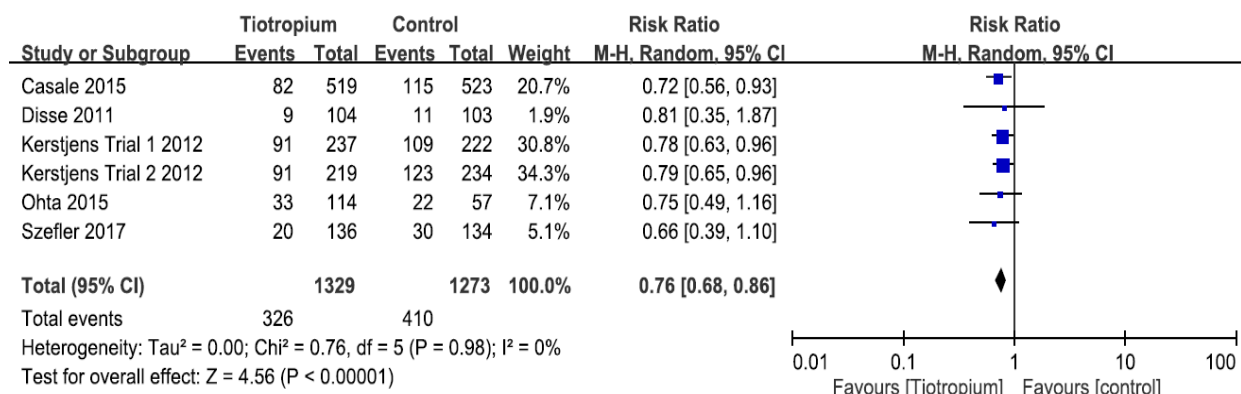 Tiotropium Control Risk Ratio Risk Ratio
Study or Subgroup Events Total Events Total Weight M-H, Random, 95% CI M-H, Random, 95% CI
Casale 2015 82 519 115 523 20.7% 0.72 [0.56, 0.93]
Disse 2011 9 104 11 103 1.9% 0.81 [0.35, 1.87]
Kerstjens Trial 1 2012 91 237 109 222 30.8% 0.78 [0.63, 0.96]
Kerstjens Trial 2 2012 91 219 123 234 34.3% 0.79 [0.65, 0.96]
Ohta 2015 33 114 22 57 7.1% 0.75 [0.49, 1.16]
Szefler 2017 20 136 30 134 5.1% 0.66 [0.39, 1.10]
Total (95% CI) 1329 1273 100.0% 0.76 [0.68, 0.86]
Total events 326 410
Heterogeneity: Tau² = 0.00; Chi² = 0.76, df = 5 (P = 0.98); I² = 0%
Test for overall effect: Z = 4.56 (P < 0.00001)
0.01 0.1 1 10 100
Favours [Tiotropium] Favours [control]